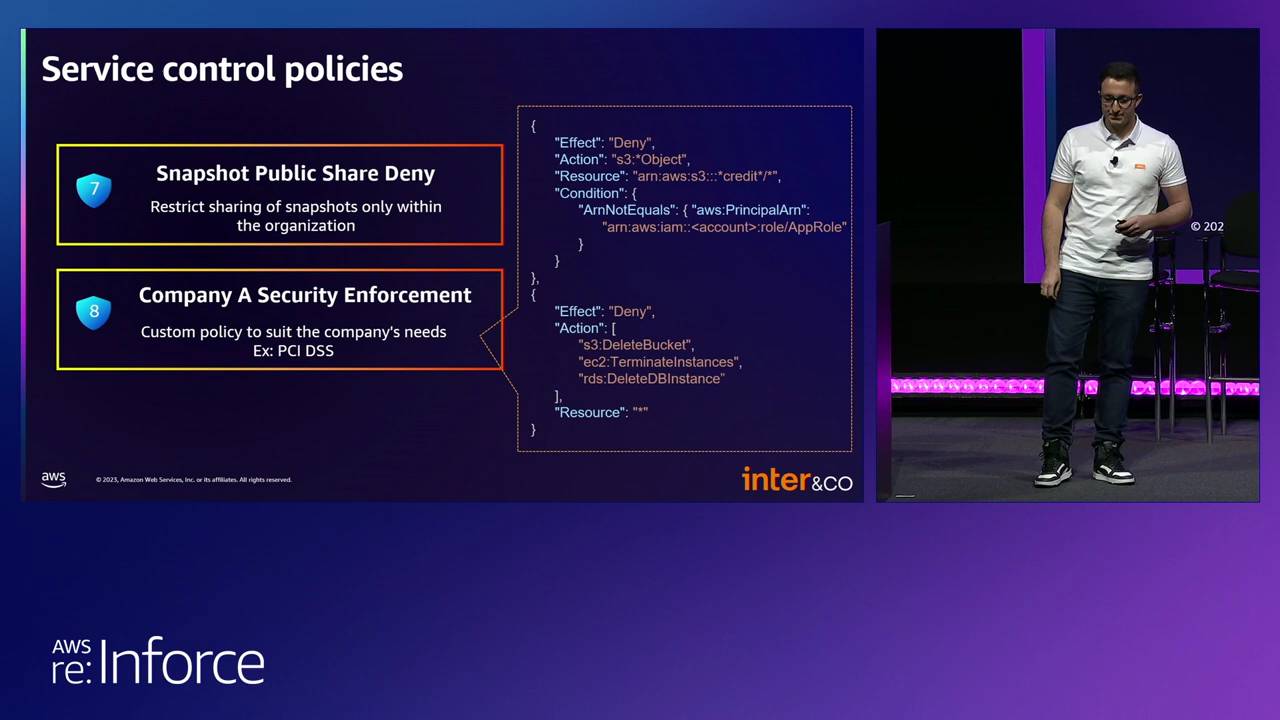 Service control policies
7
Snapshot Public Share Deny
Restrict sharing of snapshots only within
the organization
8
Company A Security Enforcement
Custom policy to suit the company's needs
Ex: PCI DSS
{
"Effect": "Deny",
"Action": "s3:*Object",
"Resource": "arn:aws:s3:::*credit*/*",
"Condition": {
"ArnNotEquals": { "aws:PrincipalArn":
"arn:aws:iam::<account>:role/AppRole"
}
}
},
{
"Effect": "Deny",
"Action": [
"s3:DeleteBucket",
"ec2:TerminateInstances",
"rds:DeleteDBInstance"
],
"Resource": "*"
}
aws
© 2023, Amazon Web Services, Inc. or its affiliates. All rights reserved.
inter&CO
© 202
AWS
re:Inforce